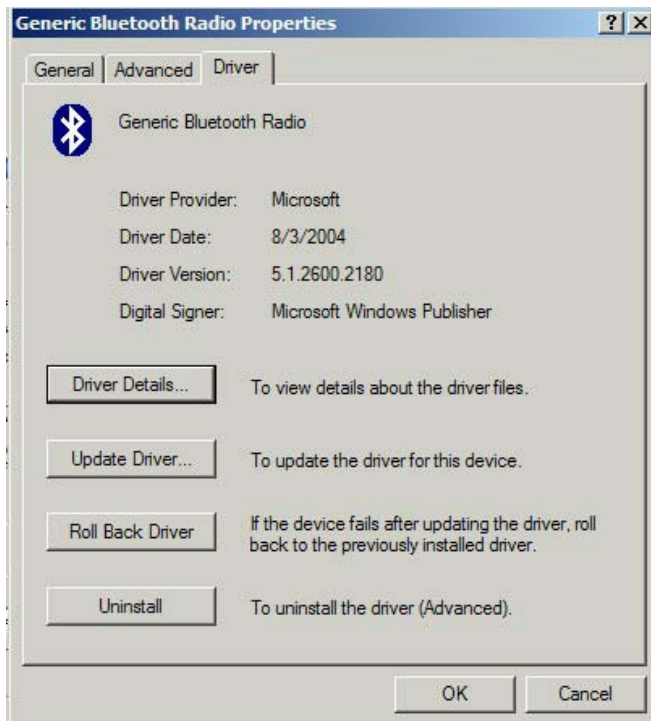 Generic Bluetooth Radio Properties
General Advanced Driver
Generic Bluetooth Radio
Driver Provider: Microsoft
Driver Date: 8/3/2004
Driver Version: 5.1.2600.2180
Digital Signer: Microsoft Windows Publisher
Driver Details... To view details about the driver files.
Update Driver... To update the driver for this device.
Roll Back Driver If the device fails after updating the driver, roll
back to the previously installed driver.
Uninstall To uninstall the driver (Advanced).
OK Cancel